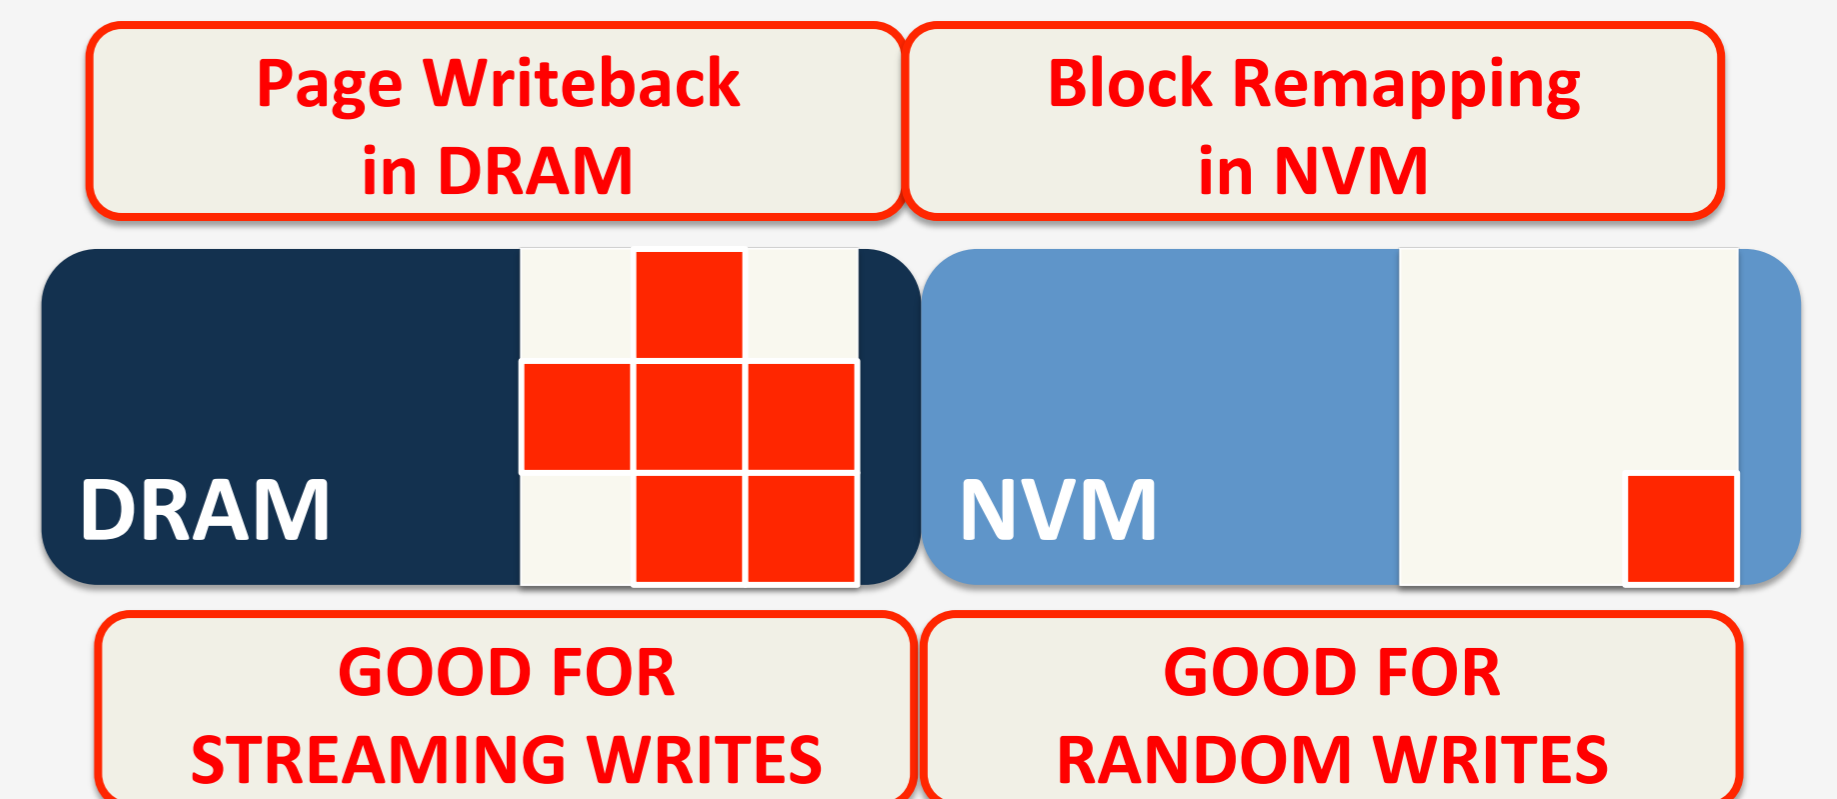 Page Writeback
in DRAM
Block Remapping
in NVM
DRAM
NVM
GOOD FOR
STREAMING WRITES
GOOD FOR
RANDOM WRITES